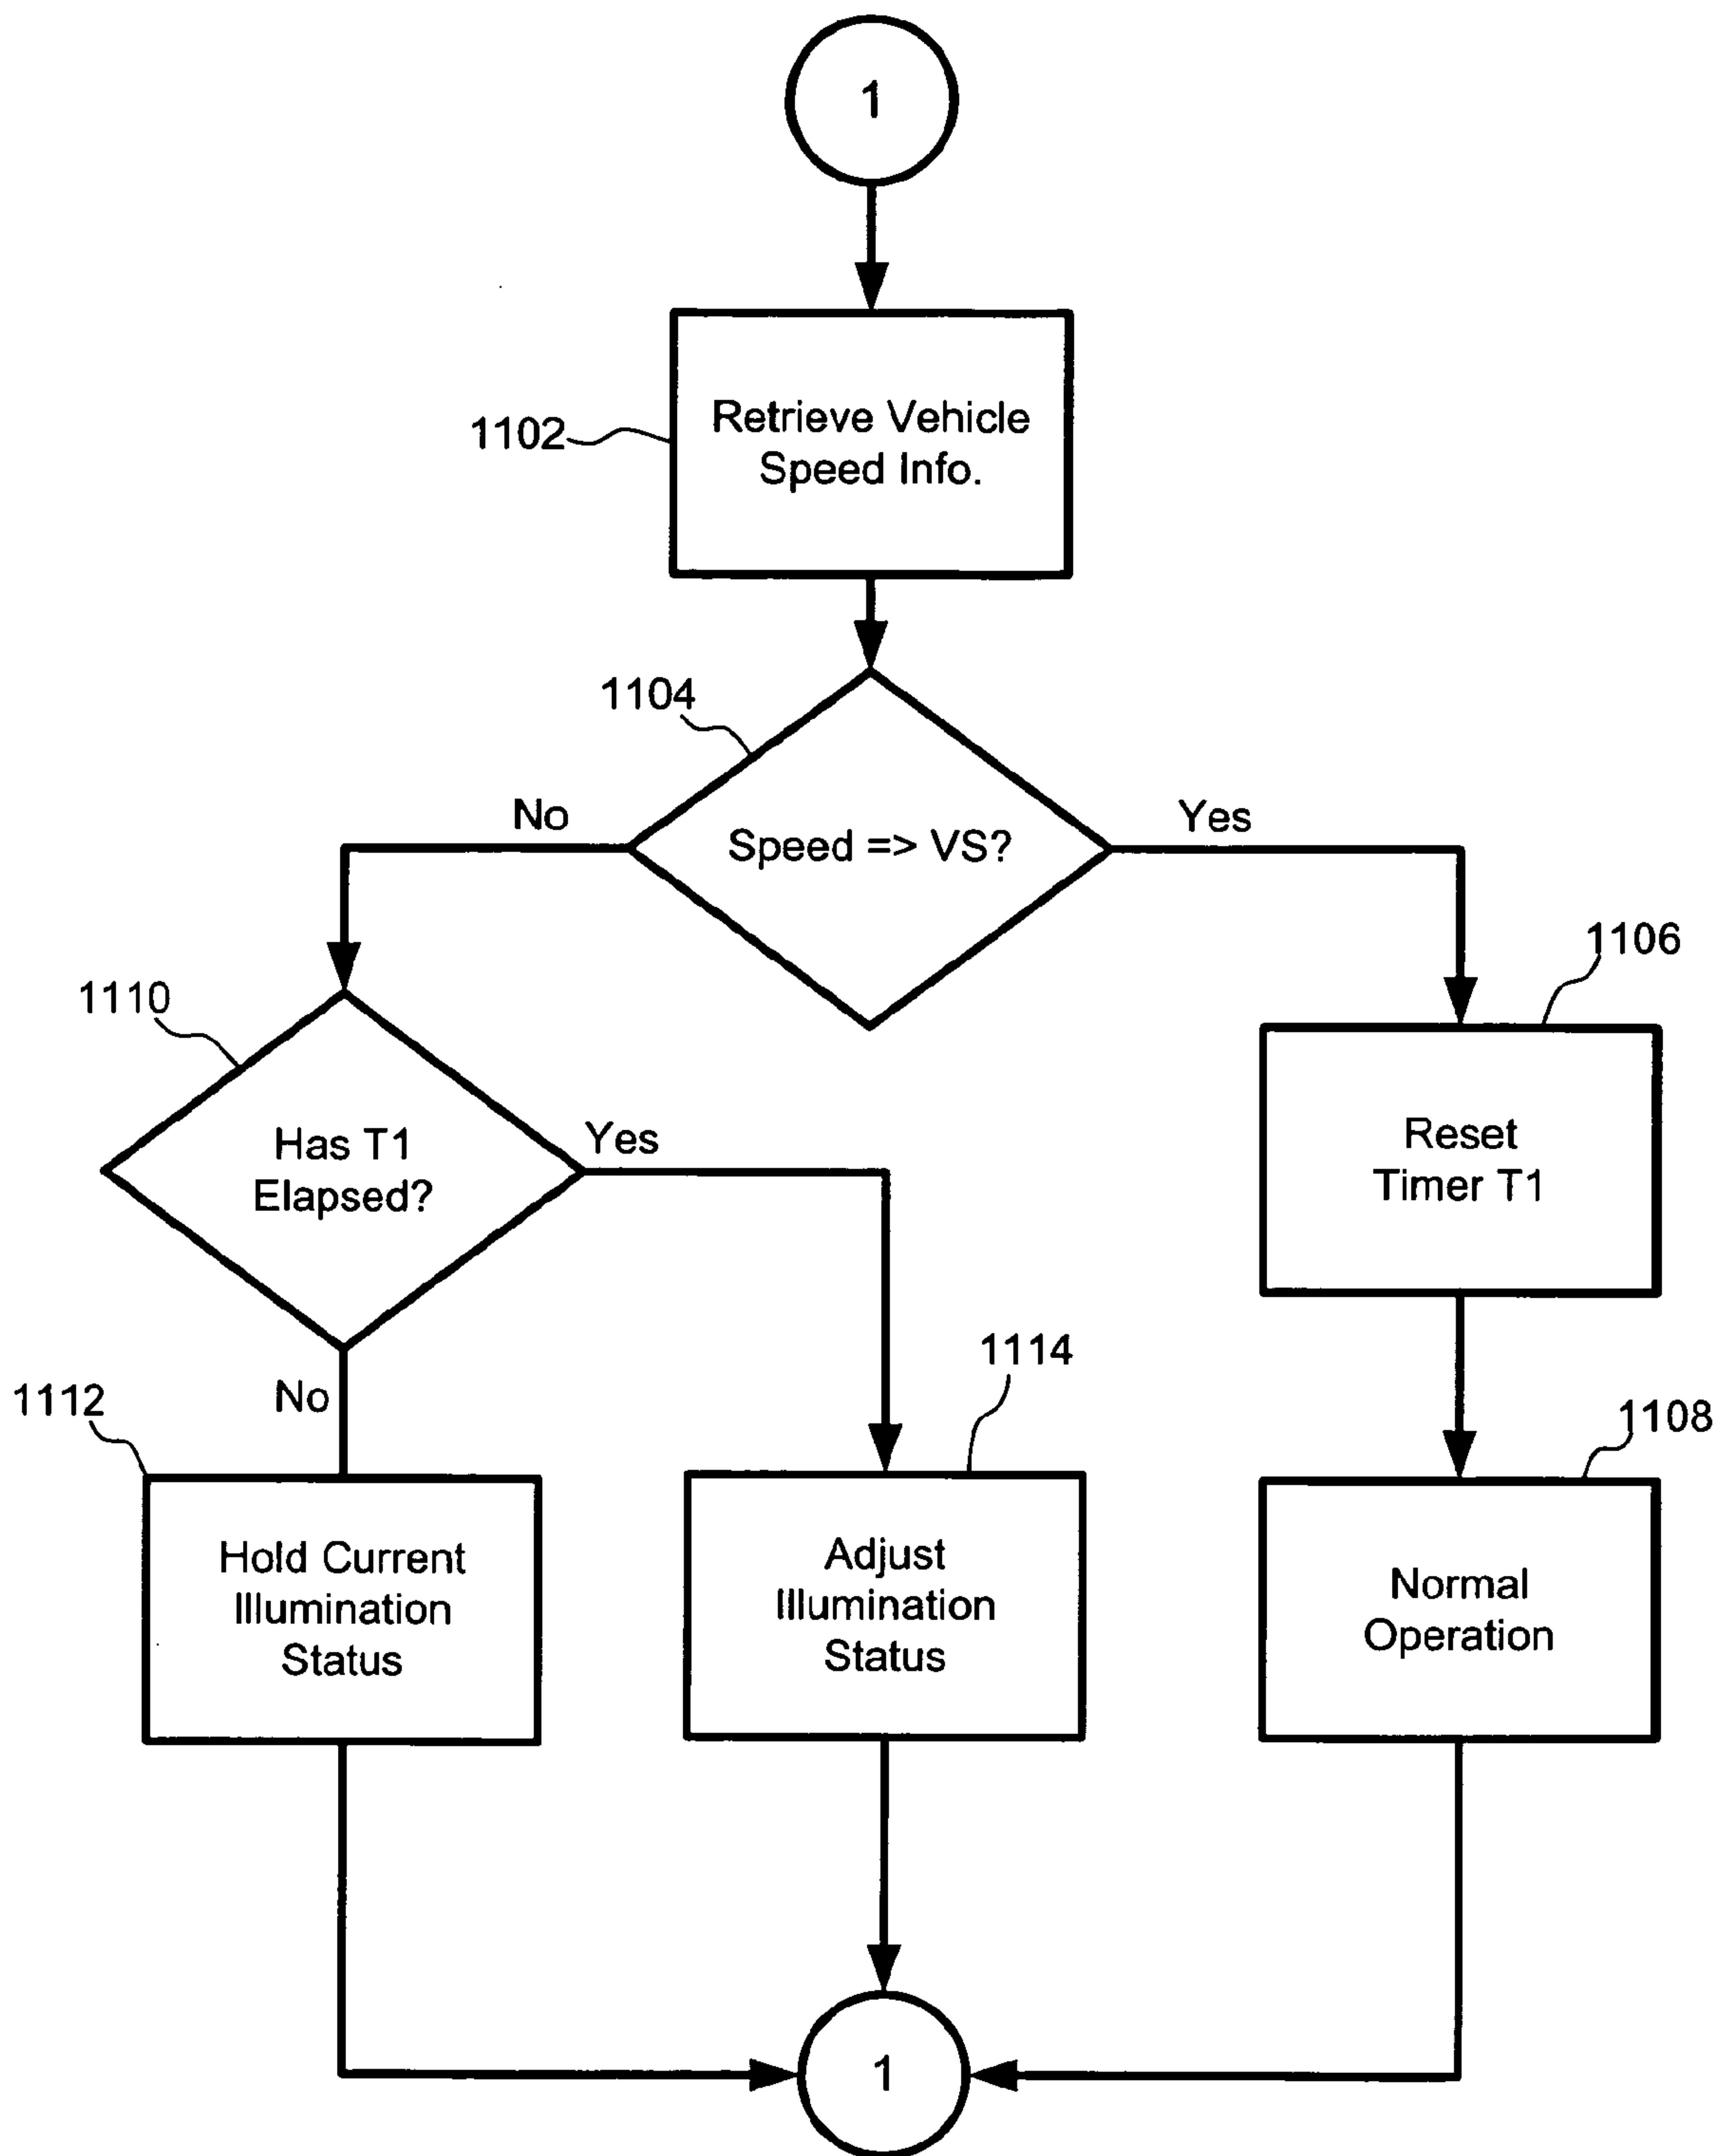 1
1102
Retrieve Vehicle
Speed Info.
1104
No
Speed => VS?
Yes
1106
1110
Has T1
Elapsed?
Yes
Reset
Timer T1
1114
1112
No
1108
Hold Current
Illumination
Status
Adjust
Illumination
Status
Normal
Operation
1